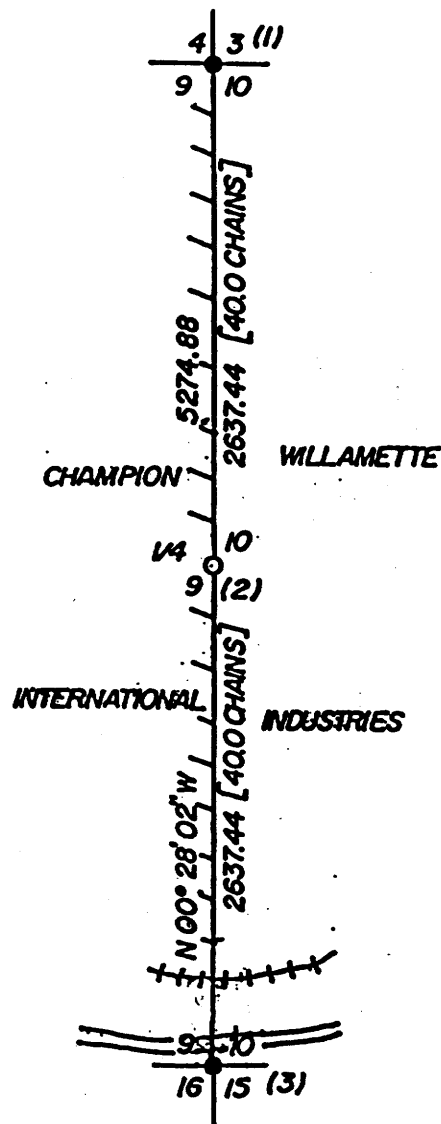 4 3 (1)
9 10
[40.0 CHAINS]
5274.88
2637.44
WILLAMETTE
CHAMPION
1/4 10
9 (2)
[40.0 CHAINS]
INTERNATIONAL
INDUSTRIES
N 00° 28' 02" W
2637.44
9 10
16 15 (3)